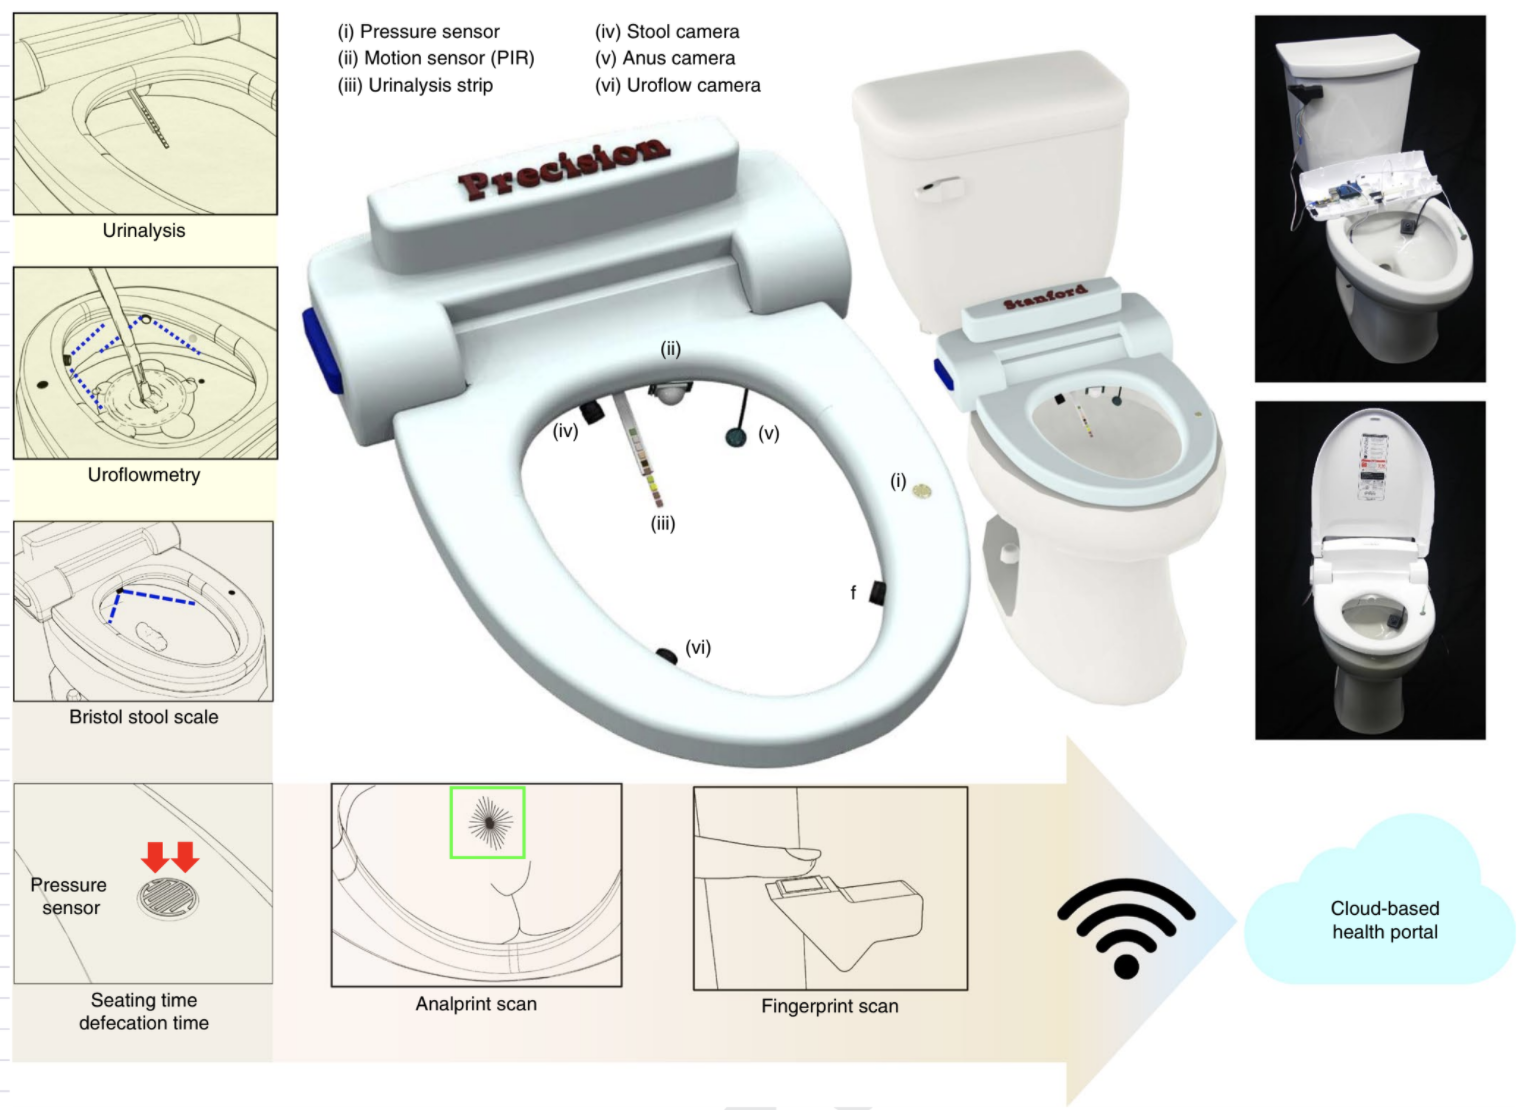 (i) Pressure sensor
(ii) Motion sensor (PIR)
(iii) Urinalysis strip
(iv) Stool camera
(v) Anus camera
(vi) Uroflow camera
Urinalysis
Uroflowmetry
Bristol stool scale
Precision
Stanford
(ii)
(iv)
(v)
(i)
(iii)
f
(vi)
Pressure
sensor
Seating time
defecation time
Analprint scan
Fingerprint scan
Cloud-based
health portal